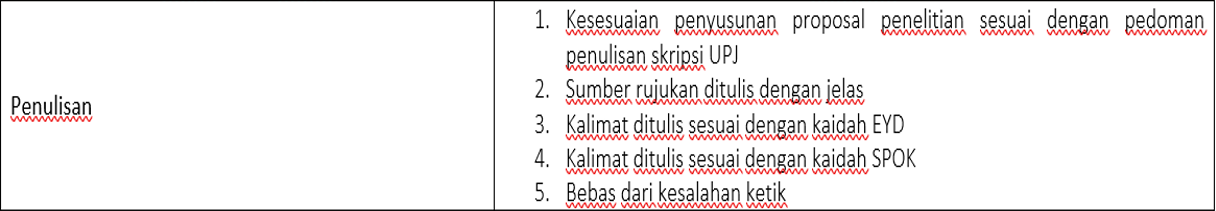 Penulisan
1. Kesesuaian penyusunan proposal penelitian sesuai dengan pedoman
penulisan skripsi UPJ
2. Sumber rujukan ditulis dengan jelas
3. Kalimat ditulis sesuai dengan kaidah EYD
4. Kalimat ditulis sesuai dengan kaidah SPOK
5. Bebas dari kesalahan ketik